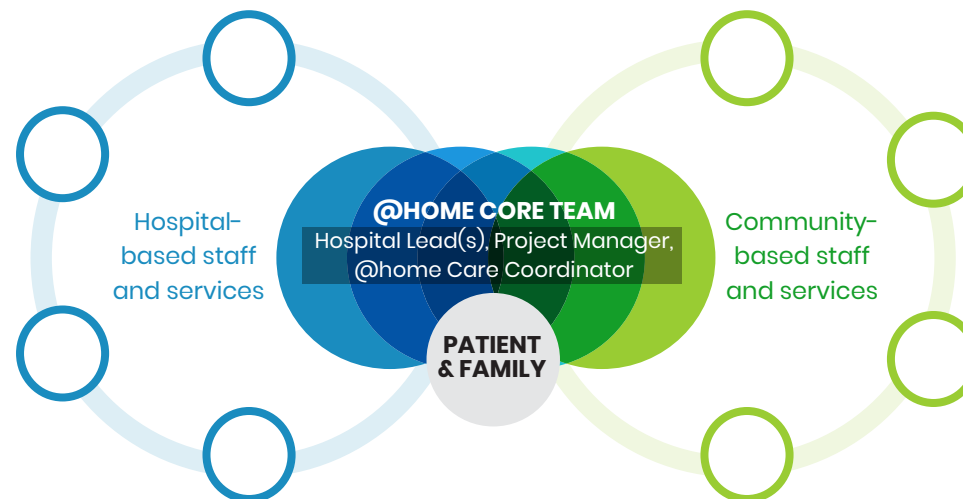 Hospital-
based staff
and services
@HOME CORE TEAM
Hospital Lead(s), Project Manager,
@home Care Coordinator
PATIENT
& FAMILY
Community-
based staff
and services